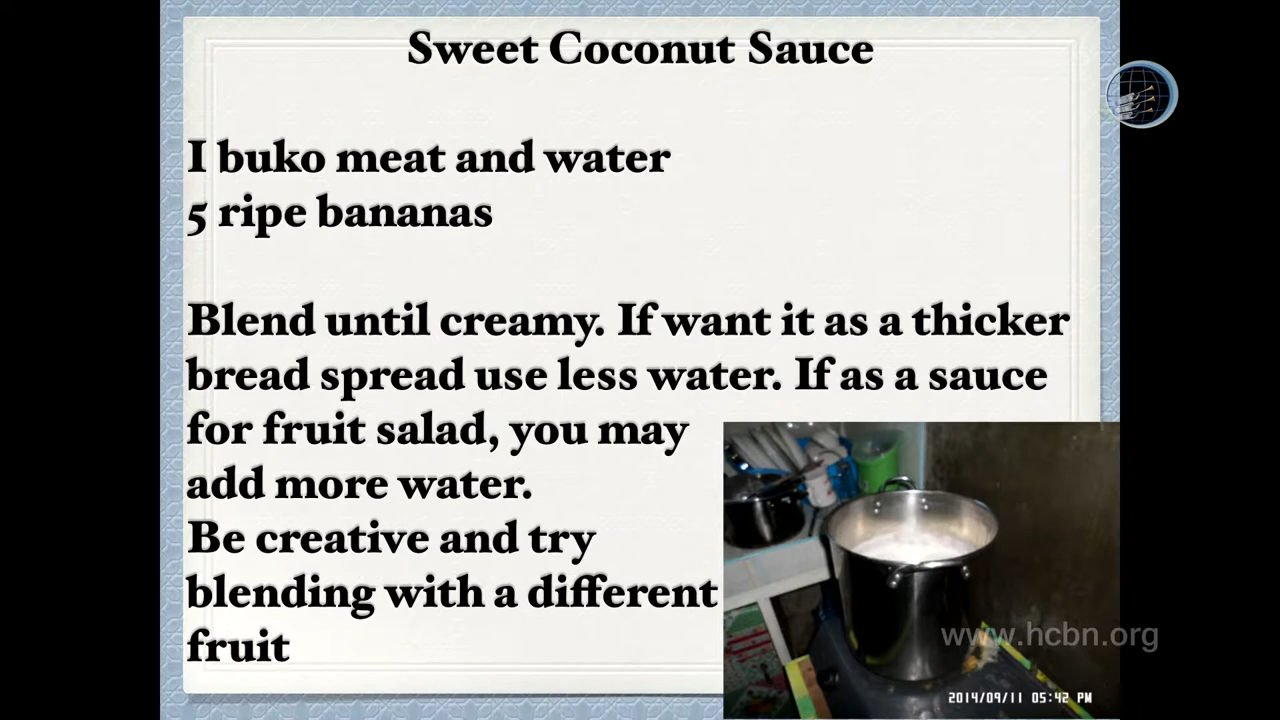 Sweet Coconut Sauce
I buko meat and water
5 ripe bananas
Blend until creamy. If want it as a thicker
bread spread use less water. If as a sauce
for fruit salad, you may
add more water.
Be creative and try
blending with a different
fruit
www.hcbn.org
2014/09/11 05:42 PM